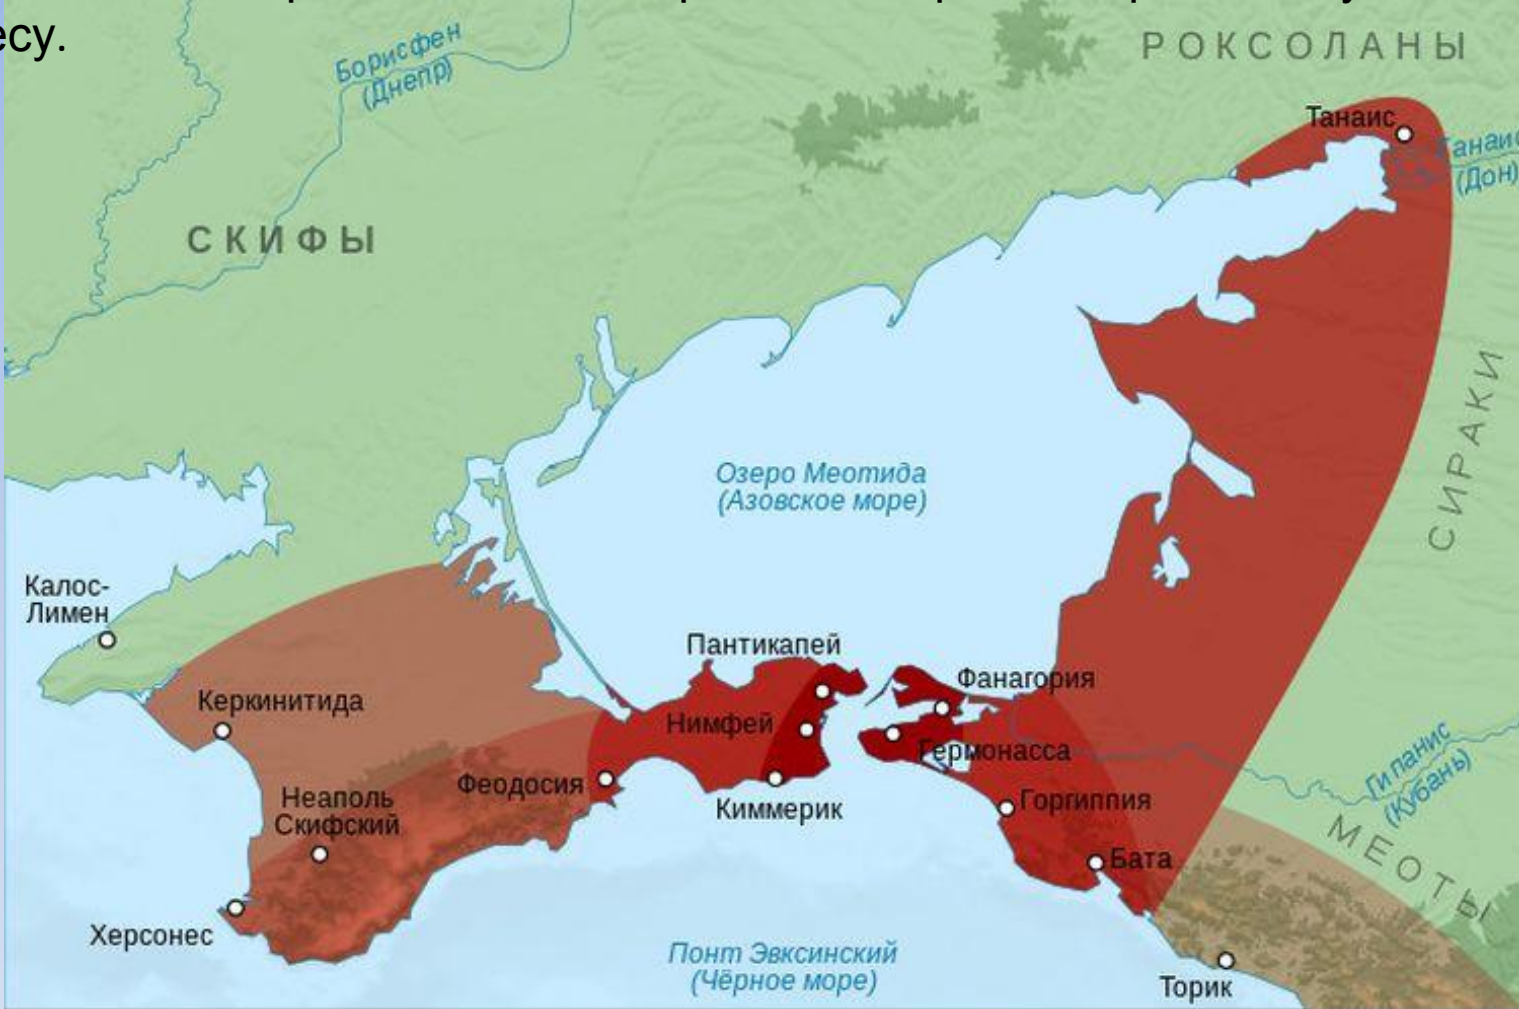 есу.
Борисфен
(Днепр)
РОКСОЛАНЫ
Танаис
Танаис
(Дон)
СКИФЫ
СИРАКИ
Озеро Меотида
(Азовское море)
Калос-
Лимен
Керкинитида
Пантикапей
Фанагория
Нимфей
Гермонасса
Феодосия
Киммерик
Неаполь
Скифский
Горгиппия
Гипанис
(Кубань)
МЕОТЫ
Бата
Херсонес
Понт Эвксинский
(Чёрное море)
Торик